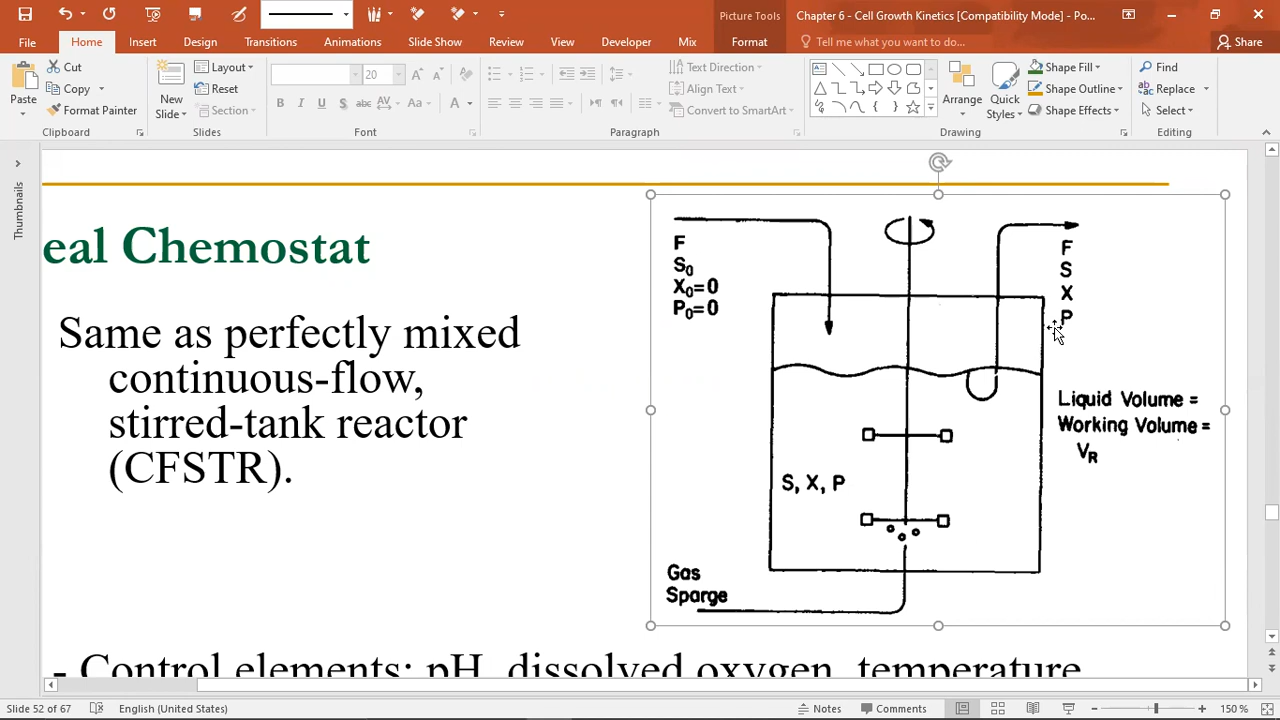 Picture Tools
Chapter 6 - Cell Growth Kinetics [Compatibility Mode] - Po...
File
Home
Insert
Design
Transitions
Animations
Slide Show
Review
View
Developer
Mix
Format
Tell me what you want to do...
Share
Paste
Cut
Copy
Format Painter
Clipboard
New
Slide
Layout
Reset
Section
Slides
20
B I U S abc AV Aa A
Font
Text Direction
Align Text
Convert to SmartArt
Paragraph
Arrange
Quick
Styles
Shape Fill
Shape Outline
Shape Effects
Drawing
Find
Replace
Select
Editing
Thumbnails
eal Chemostat
Same as perfectly mixed
continuous-flow,
stirred-tank reactor
(CFSTR).
F
S0
X0=0
P0=0
F
S
X
P
Liquid Volume =
Working Volume =
VR
S, X, P
Gas
Sparge
- Control elements: pH, dissolved oxygen, temperature
Slide 52 of 67
English (United States)
Notes
Comments
150 %